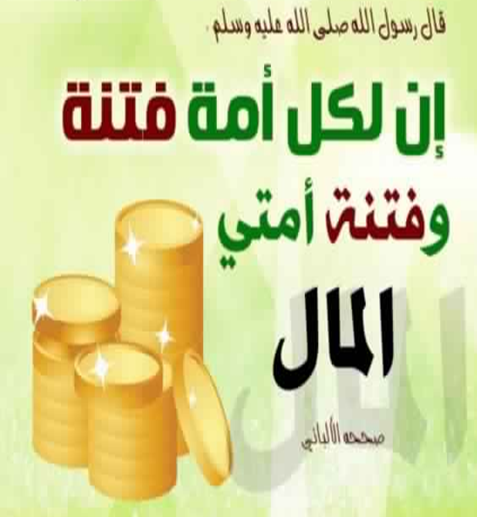 قال رسول الله صلى الله عليه وسلم .
إن لكل أمة فتنة
وفتنة أمتي
المال
صححه الألباني